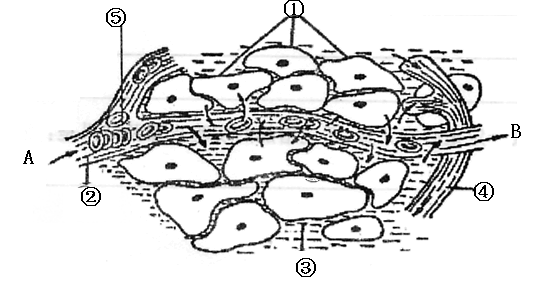 ①
⑤
A
B
②
④
③